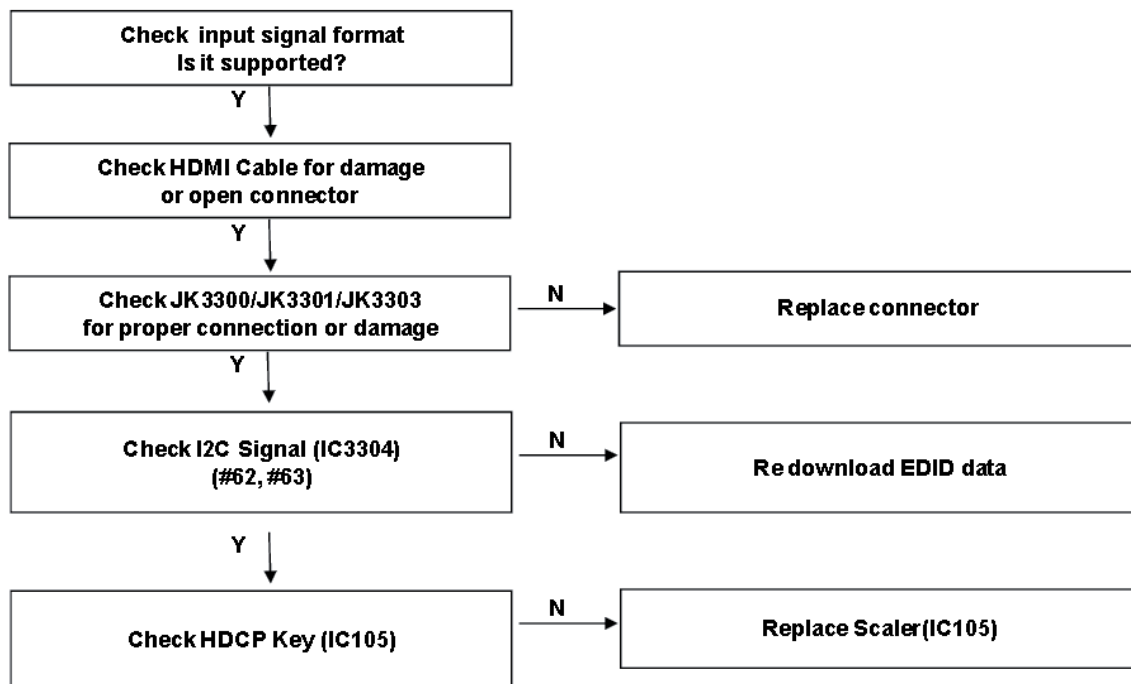 Check input signal format
Is it supported?
Y
Check HDMI Cable for damage
or open connector
Y
Check JK3300/JK3301/JK3303
for proper connection or damage
N
Replace connector
Y
Check I2C Signal (IC3304)
(#62, #63)
N
Re download EDID data
Y
Check HDCP Key (IC105)
N
Replace Scaler(IC105)